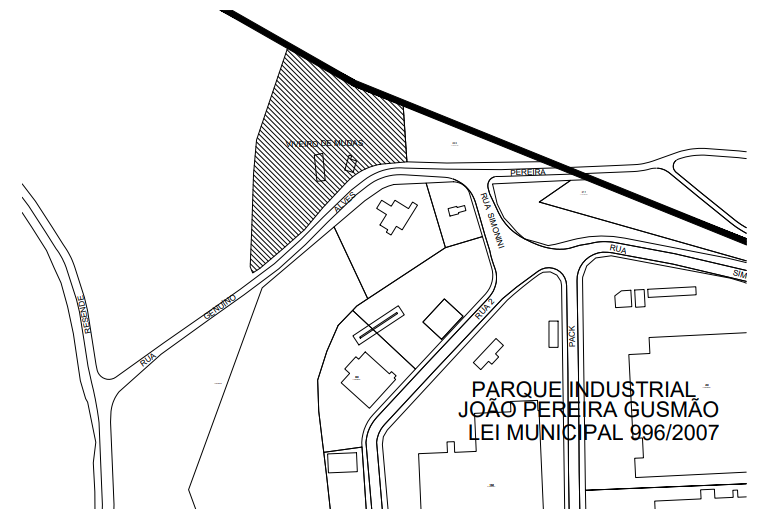 VIVEIRO DE MUDAS
PEREIRA
ALVES
RUA SIMONINI
RUA
SIM
GENUINO
RESENDE
RUA 2
PACK
RUA
PARQUE INDUSTRIAL
JOÃO PEREIRA GUSMÃO
LEI MUNICIPAL 996/2007